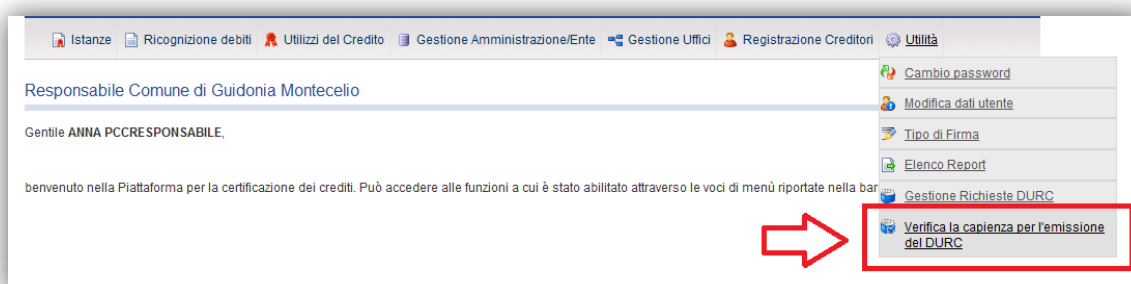 Istanze Ricognizione debiti Utilizzi del Credito Gestione Amministrazione/Ente Gestione Uffici Registrazione Creditori Utilità
Cambio password
Responsabile Comune di Guidonia Montecelio
Modifica dati utente
Gentile ANNA PCCRESPONSABILE,
Tipo di Firma
Elenco Report
benvenuto nella Piattaforma per la certificazione dei crediti. Può accedere alle funzioni a cui è stato abilitato attraverso le voci di menù riportate nella bar
Gestione Richieste DURC
Verifica la capienza per l'emissione
del DURC